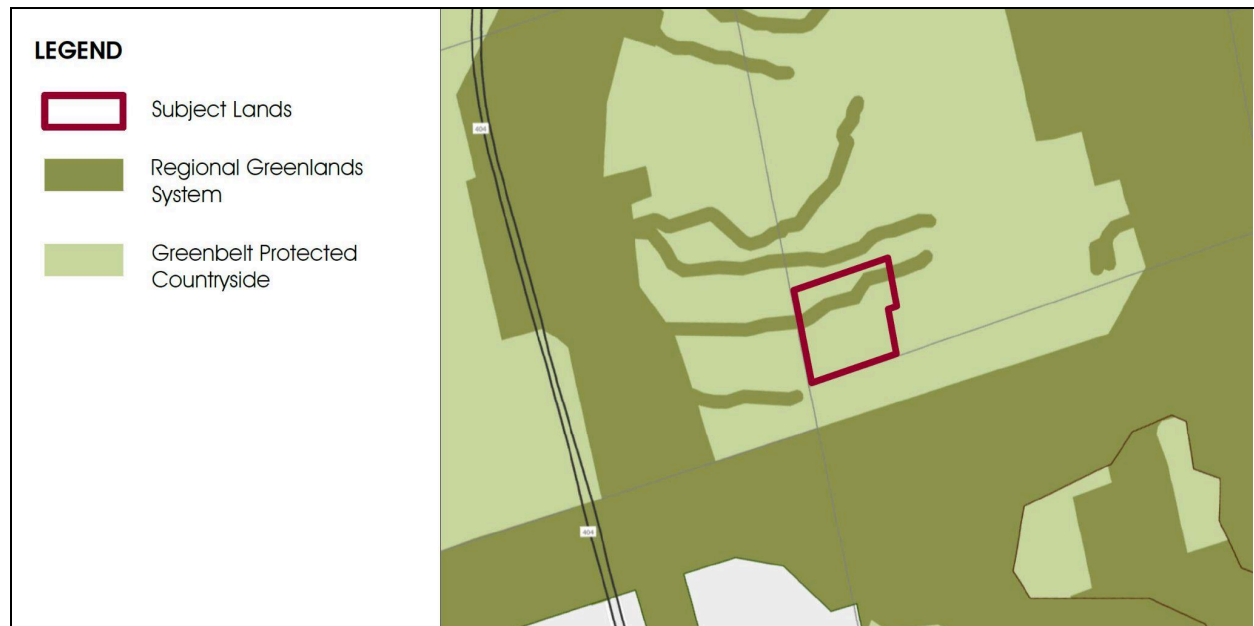 LEGEND
Subject Lands
Regional Greenlands
System
Greenbelt Protected
Countryside
404
404